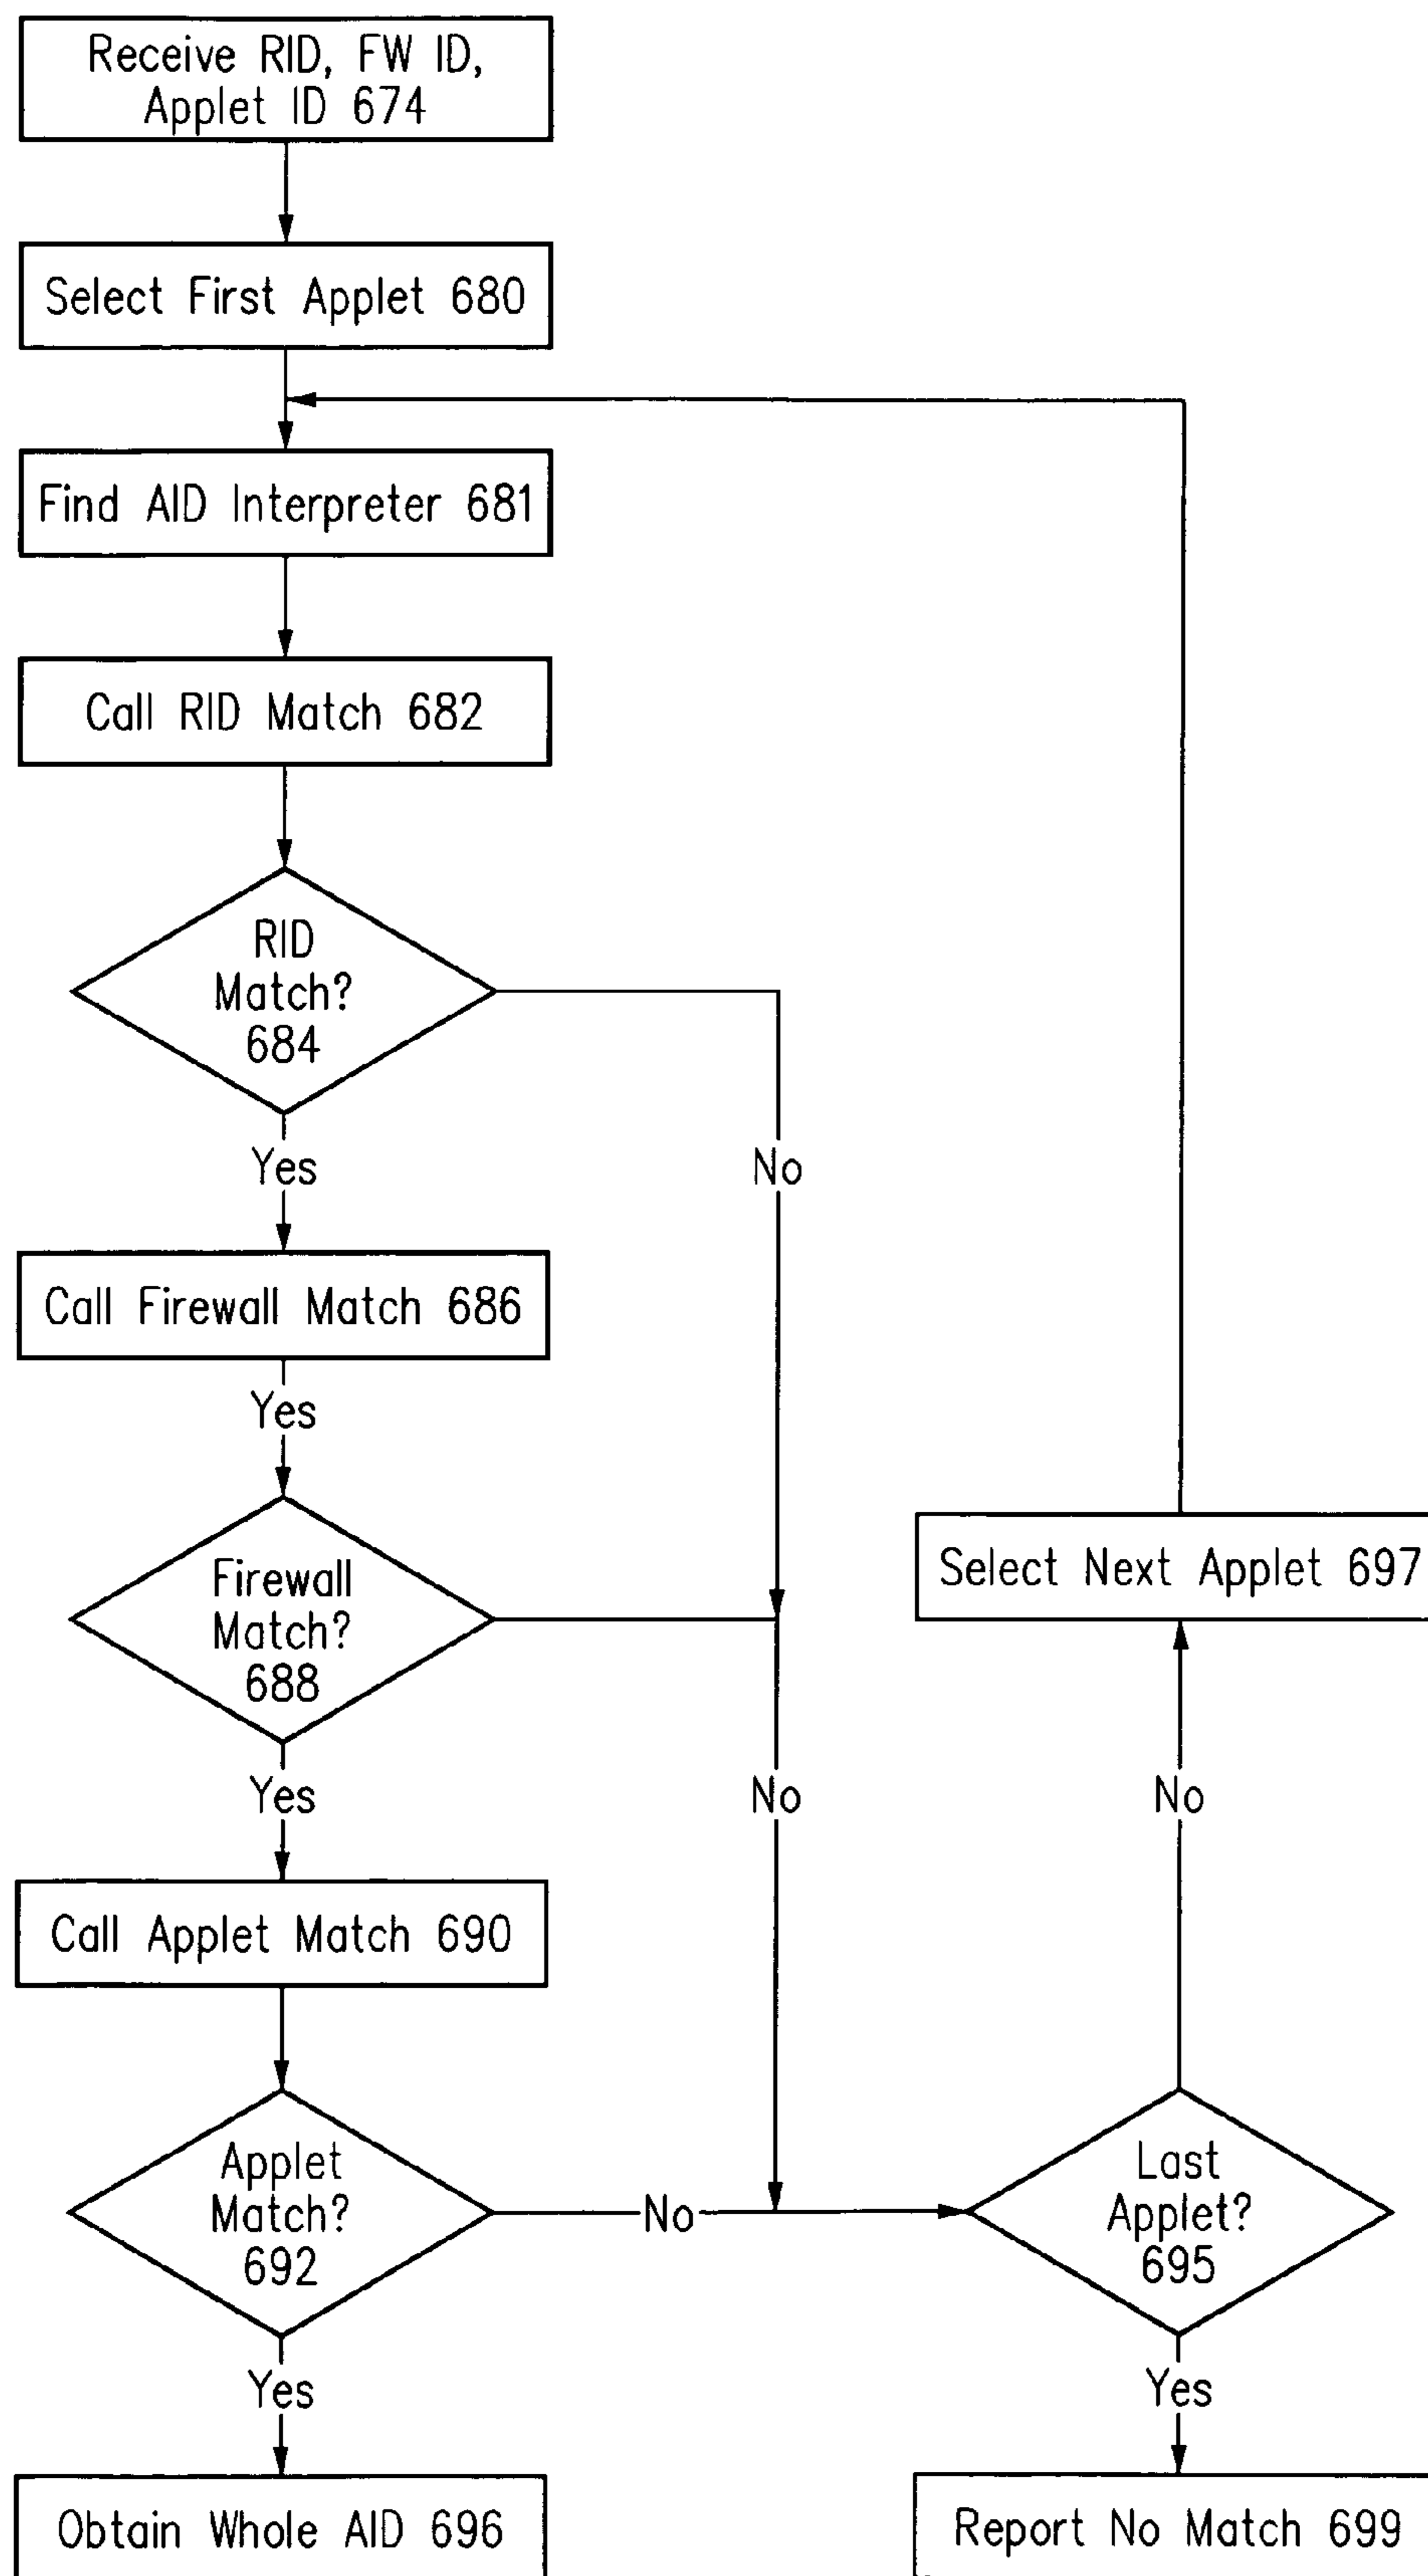 Receive RID, FW ID,
Applet ID 674
Select First Applet 680
Find AID Interpreter 681
Call RID Match 682
RID
Match?
684
Yes
No
Call Firewall Match 686
Yes
Firewall
Match?
688
Select Next Applet 697
Yes
No
No
Call Applet Match 690
Applet
Match?
692
No
Last
Applet?
695
Yes
Yes
Obtain Whole AID 696
Report No Match 699